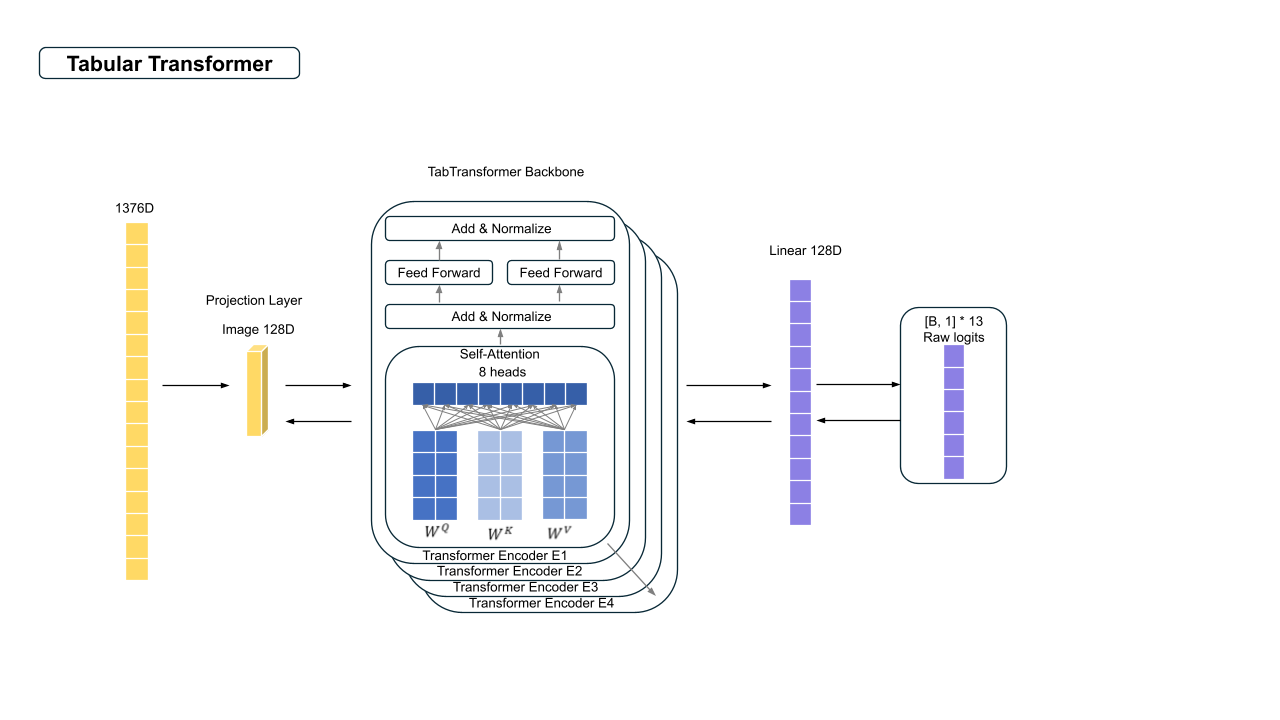 Tabular Transformer
TabTransformer Backbone
1376D
Add & Normalize
Linear 128D
Feed Forward
Feed Forward
Projection Layer
Image 128D
Add & Normalize
[B, 1] * 13
Raw logits
Self-Attention
8 heads
W^Q
W^K
W^V
Transformer Encoder E1
Transformer Encoder E2
Transformer Encoder E3
Transformer Encoder E4